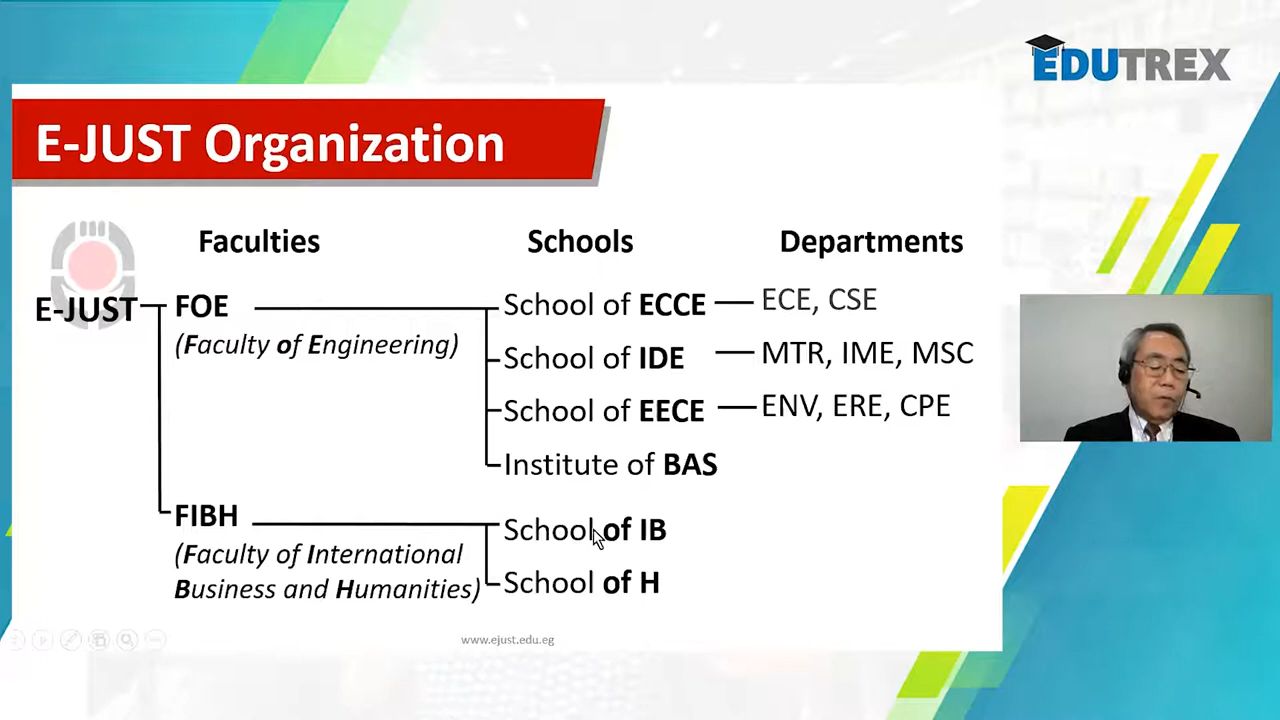 EDUTREX
E-JUST Organization
Faculties
Schools
Departments
E-JUST
FOE
(Faculty of Engineering)
School of ECCE
ECE, CSE
School of IDE
MTR, IME, MSC
School of EECE
ENV, ERE, CPE
Institute of BAS
FIBH
(Faculty of International
Business and Humanities)
School of IB
School of H
www.ejust.edu.eg